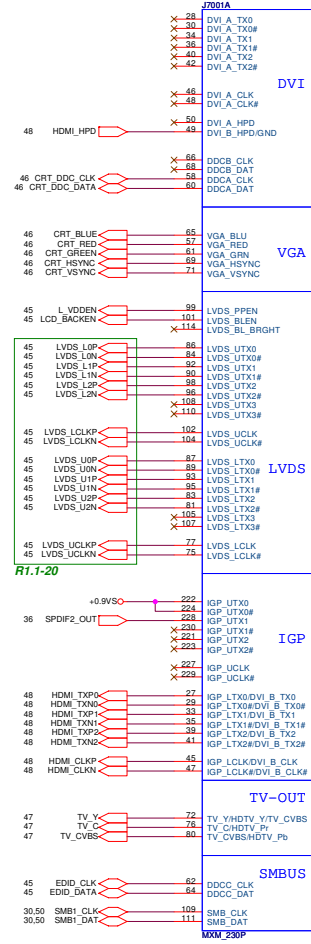 J7001A
28 DVI_A_TX0
30 DVI_A_TX0#
34 DVI_A_TX1
36 DVI_A_TX1#
40 DVI_A_TX2
42 DVI_A_TX2#
DVI
46 DVI_A_CLK
48 DVI_A_CLK#
50 DVI_A_HPD
48 HDMI_HPD 49 DVI_B_HPD/GND
66 DDCB_CLK
68 DDCB_DAT
46 CRT_DDC_CLK 58 DDCA_CLK
46 CRT_DDC_DATA 60 DDCA_DAT
46 CRT_BLUE 65 VGA_BLU
46 CRT_RED 57 VGA_RED
46 CRT_GREEN 61 VGA_GRN
VGA
46 CRT_HSYNC 69 VGA_HSYNC
46 CRT_VSYNC 71 VGA_VSYNC
45 L_VDDEN 99 LVDS_PPEN
45 LCD_BACKEN 101 LVDS_BLEN
114 LVDS_BL_BRGHT
45 LVDS_L0P 86 LVDS_UTX0
45 LVDS_L0N 84 LVDS_UTX0#
45 LVDS_L1P 92 LVDS_UTX1
45 LVDS_L1N 90 LVDS_UTX1#
45 LVDS_L2P 98 LVDS_UTX2
45 LVDS_L2N 96 LVDS_UTX2#
108 LVDS_UTX3
110 LVDS_UTX3#
45 LVDS_LCLKP 102 LVDS_UCLK
45 LVDS_LCLKN 104 LVDS_UCLK#
45 LVDS_U0P 87 LVDS_LTX0
45 LVDS_U0N 89 LVDS_LTX0#
LVDS
45 LVDS_U1P 93 LVDS_LTX1
45 LVDS_U1N 95 LVDS_LTX1#
45 LVDS_U2P 83 LVDS_LTX2
45 LVDS_U2N 81 LVDS_LTX2#
105 LVDS_LTX3
107 LVDS_LTX3#
45 LVDS_UCLKP 77 LVDS_LCLK
45 LVDS_UCLKN 75 LVDS_LCLK#
R1.1-20
+0.9VS 222 IGP_UTX0
224 IGP_UTX0#
36 SPDIF2_OUT 228 IGP_UTX1
230 IGP_UTX1#
221 IGP_UTX2
223 IGP_UTX2#
IGP
227 IGP_UCLK
229 IGP_UCLK#
48 HDMI_TXP0 27 IGP_LTX0/DVI_B_TX0
48 HDMI_TXN0 29 IGP_LTX0#/DVI_B_TX0#
48 HDMI_TXP1 33 IGP_LTX1/DVI_B_TX1
48 HDMI_TXN1 35 IGP_LTX1#/DVI_B_TX1#
48 HDMI_TXP2 39 IGP_LTX2/DVI_B_TX2
48 HDMI_TXN2 41 IGP_LTX2#/DVI_B_TX2#
48 HDMI_CLKP 45 IGP_LCLK/DVI_B_CLK
48 HDMI_CLKN 47 IGP_LCLK#/DVI_B_CLK#
TV-OUT
47 TV_Y 72 TV_Y/HDTV_Y/TV_CVBS
47 TV_C 76 TV_C/HDTV_Pr
47 TV_CVBS 80 TV_CVBS/HDTV_Pb
SMBUS
45 EDID_CLK 62 DDCC_CLK
45 EDID_DATA 64 DDCC_DAT
30,50 SMB1_CLK 109 SMB_CLK
30,50 SMB1_DAT 111 SMB_DAT
MXM_230P